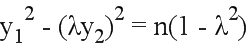 y₁² - (λy₂)² = n(1 - λ²)